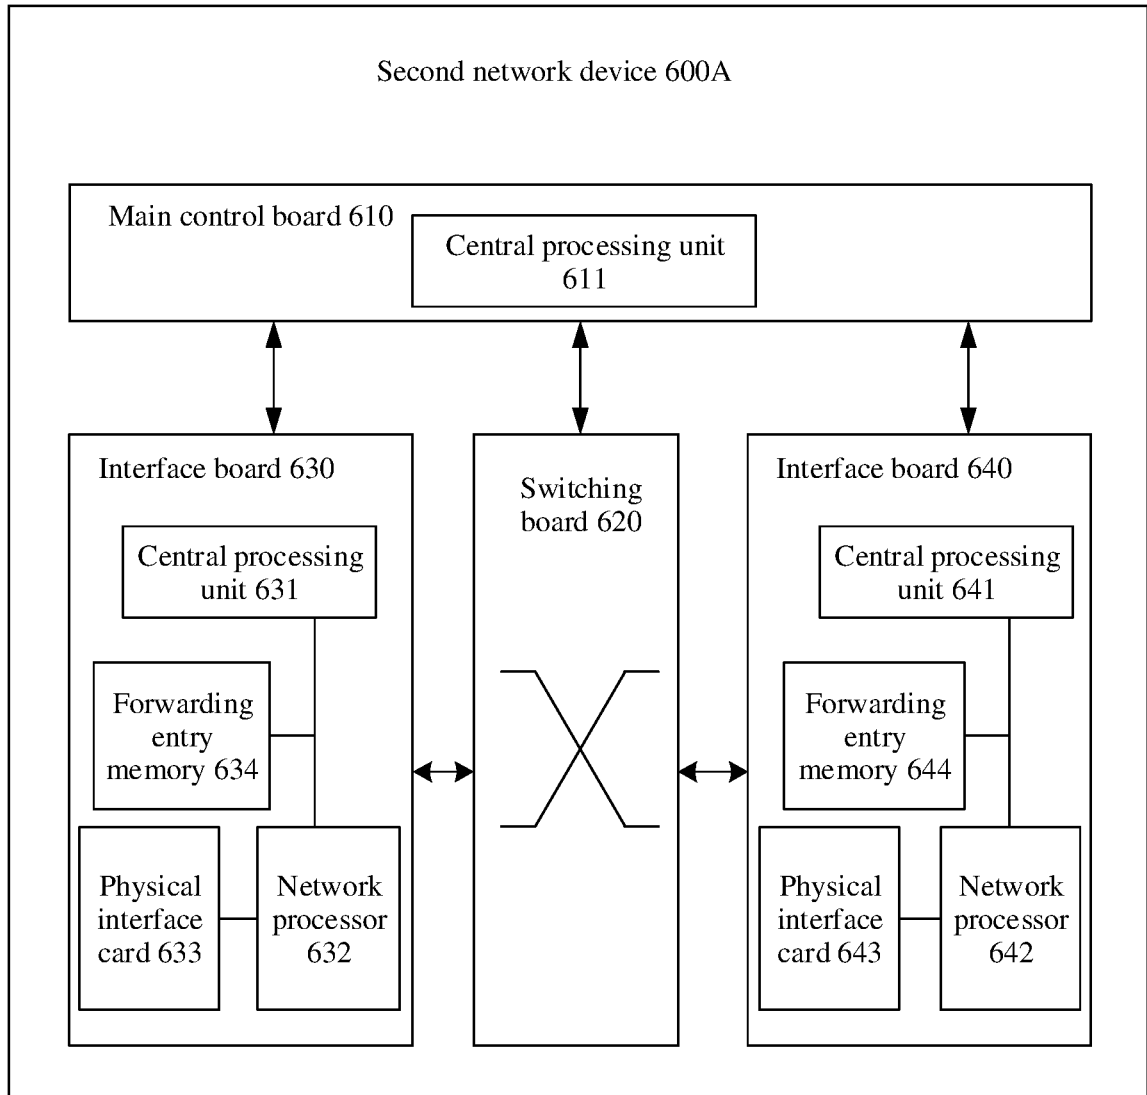 Second network device 600A
Main control board 610
Central processing unit
611
Interface board 630
Central processing
unit 631
Forwarding
entry
memory 634
Physical
interface
card 633
Network
processor
632
Switching
board 620
Interface board 640
Central processing
unit 641
Forwarding
entry
memory 644
Physical
interface
card 643
Network
processor
642